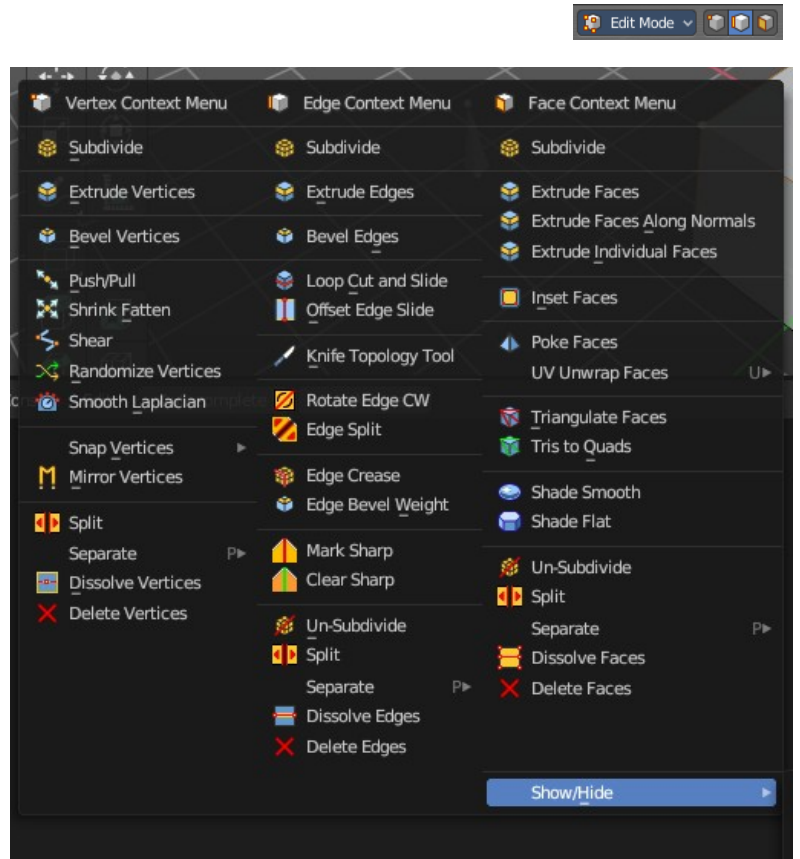 Edit Mode
Vertex Context Menu
Subdivide
Extrude Vertices
Bevel Vertices
Push/Pull
Shrink Fatten
Shear
Randomize Vertices
Smooth Laplacian
Snap Vertices
Mirror Vertices
Split
Separate P
Dissolve Vertices
Delete Vertices
Edge Context Menu
Subdivide
Extrude Edges
Bevel Edges
Loop Cut and Slide
Offset Edge Slide
Knife Topology Tool
Rotate Edge CW
Edge Split
Edge Crease
Edge Bevel Weight
Mark Sharp
Clear Sharp
Un-Subdivide
Split
Separate P
Dissolve Edges
Delete Edges
Face Context Menu
Subdivide
Extrude Faces
Extrude Faces Along Normals
Extrude Individual Faces
Inset Faces
Poke Faces
UV Unwrap Faces U
Triangulate Faces
Tris to Quads
Shade Smooth
Shade Flat
Un-Subdivide
Split
Separate P
Dissolve Faces
Delete Faces
Show/Hide